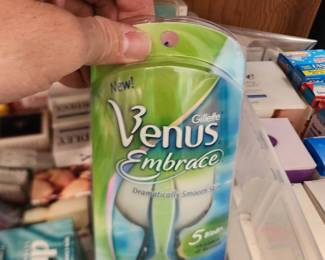 New!
Gillette
Venus
Embrace
Dramatically Smooth
5